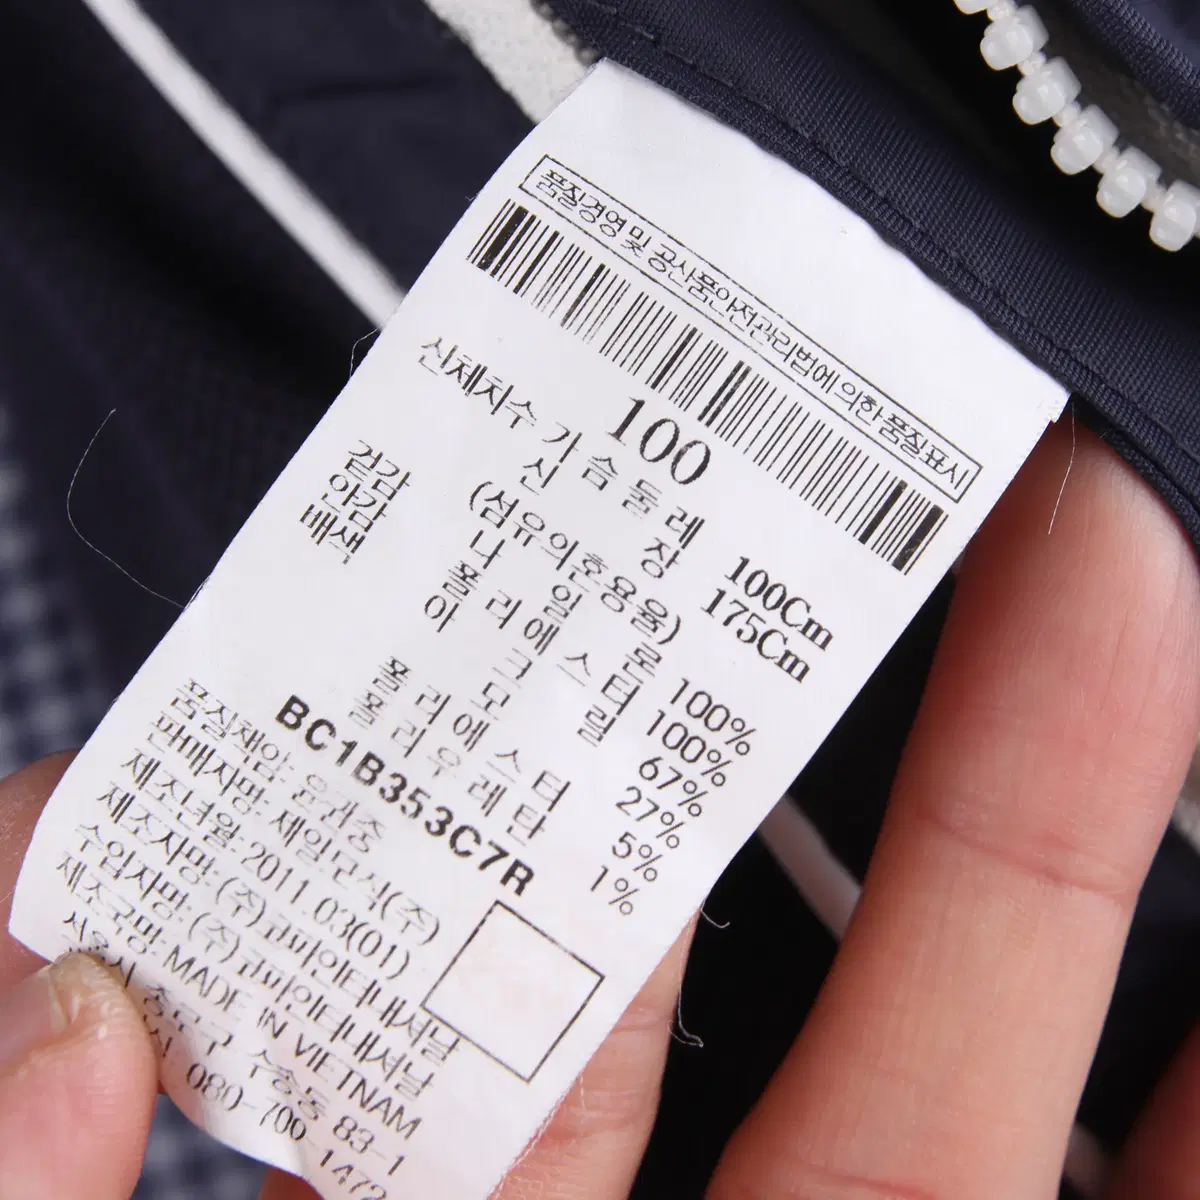 품질경영 및 공산품안전관리법에 의한 품질표시
100
신체치수 가슴둘레 100Cm
신장 175Cm
(섬유의혼용율)
겉감 나일론 100%
안감 폴리에스터 100%
배색 아크릴 67%
모 27%
폴리에스터 5%
폴리우레탄 1%
BC1B353C7R
품질책임: 윤권중
판매자명: 제일모직(주)
제조년월: 2011.03(01)
제조자명: (주)코파인터내셔날
수입자명: (주)코파인터내셔날
제조국명: MADE IN VIETNAM
서울시 종로구 수송동 83-1
080-700-1472